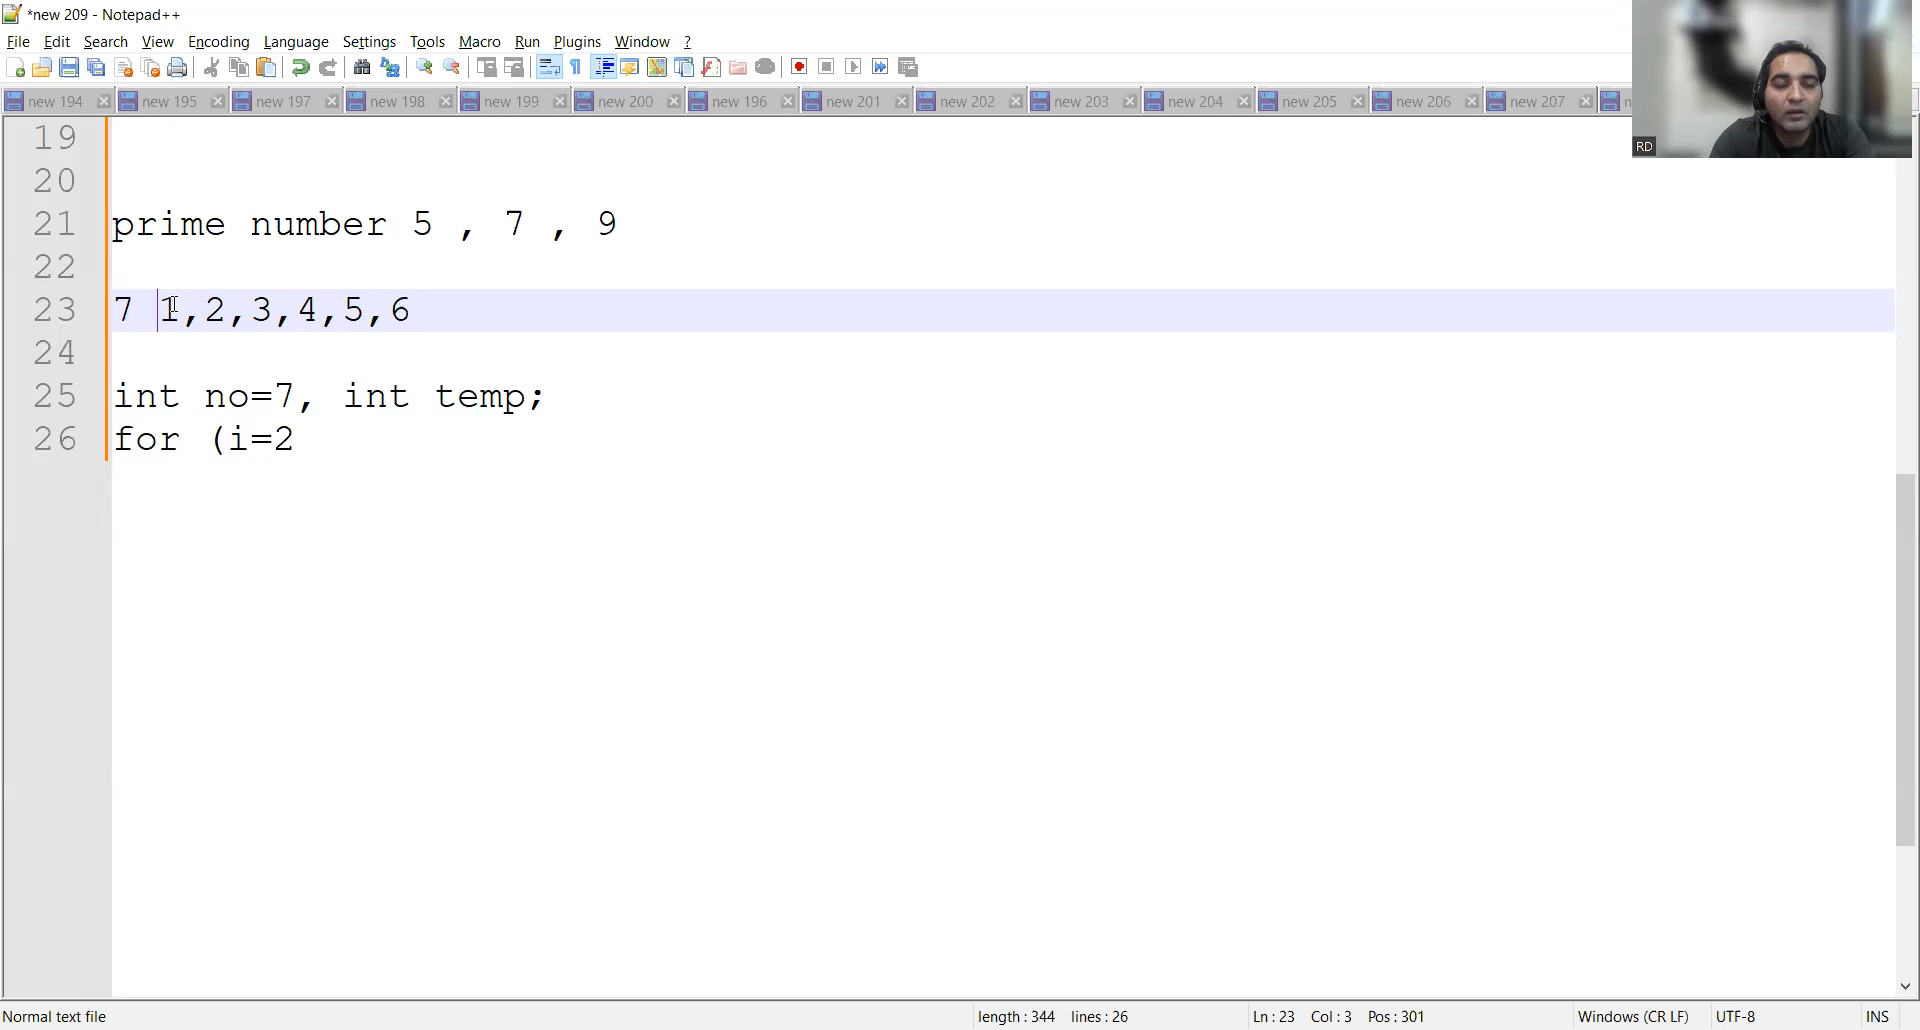 *new 209 - Notepad++
File Edit Search View Encoding Language Settings Tools Macro Run Plugins Window ?
new 194 new 195 new 197 new 198 new 199 new 200 new 196 new 201 new 202 new 203 new 204 new 205 new 206 new 207
19
20
21 prime number 5 , 7 , 9
22
23 7 1,2,3,4,5,6
24
25 int no=7, int temp;
26 for (i=2
RD
Normal text file length : 344 lines : 26 Ln : 23 Col : 3 Pos : 301 Windows (CR LF) UTF-8 INS